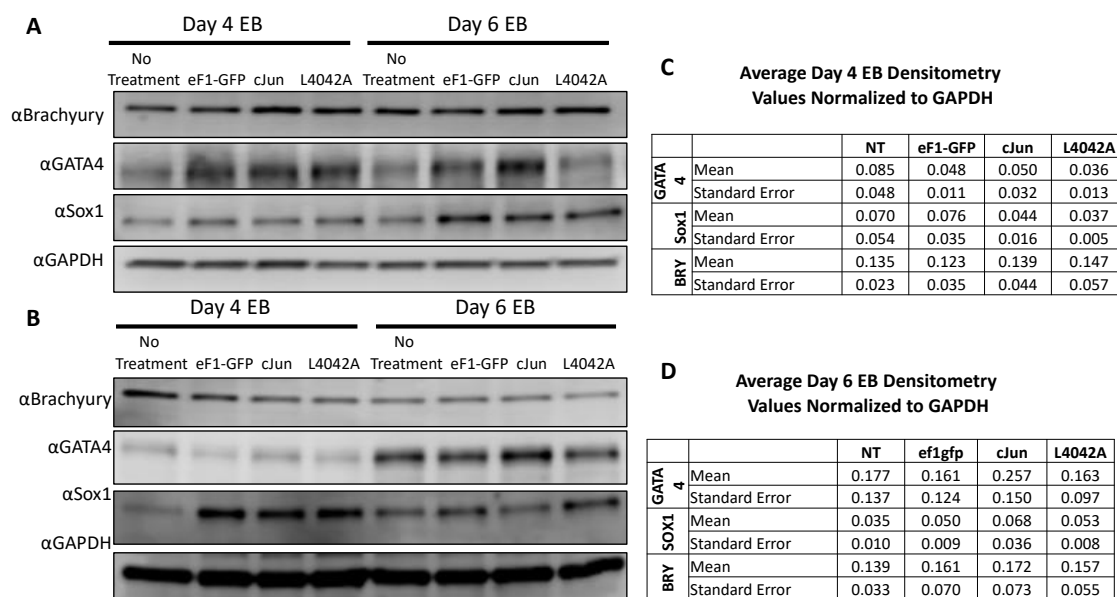 A
Day 4 EB Day 6 EB
No No
Treatment eF1-GFP cJun L4042A Treatment eF1-GFP cJun L4042A
αBrachyury
αGATA4
αSox1
αGAPDH
B
Day 4 EB Day 6 EB
No No
Treatment eF1-GFP cJun L4042A Treatment eF1-GFP cJun L4042A
αBrachyury
αGATA4
αSox1
αGAPDH
C
Average Day 4 EB Densitometry
Values Normalized to GAPDH
NT eF1-GFP cJun L4042A
GATA 4
Mean 0.085 0.048 0.050 0.036
Standard Error 0.048 0.011 0.032 0.013
Sox1
Mean 0.070 0.076 0.044 0.037
Standard Error 0.054 0.035 0.016 0.005
BRY
Mean 0.135 0.123 0.139 0.147
Standard Error 0.023 0.035 0.044 0.057
D
Average Day 6 EB Densitometry
Values Normalized to GAPDH
NT ef1gfp cJun L4042A
GATA 4
Mean 0.177 0.161 0.257 0.163
Standard Error 0.137 0.124 0.150 0.097
SOX1
Mean 0.035 0.050 0.068 0.053
Standard Error 0.010 0.009 0.036 0.008
BRY
Mean 0.139 0.161 0.172 0.157
Standard Error 0.033 0.070 0.073 0.055